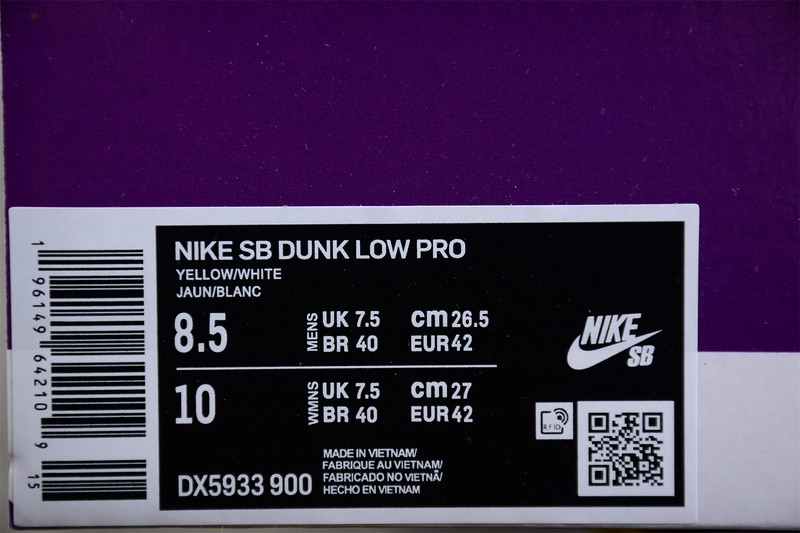 NIKE SB DUNK LOW PRO
YELLOW/WHITE
JAUN/BLANC
8.5 MENS UK 7.5 cm 26.5
BR 40 EUR 42
10 WMNS UK 7.5 cm 27
BR 40 EUR 42
DX5933 900
MADE IN VIETNAM/
FABRIQUE AU VIETNAM/
FABRICADO NO VIETNÃ/
HECHO EN VIETNAM
NIKE
SB
RFID
1 96149 64210 9
15